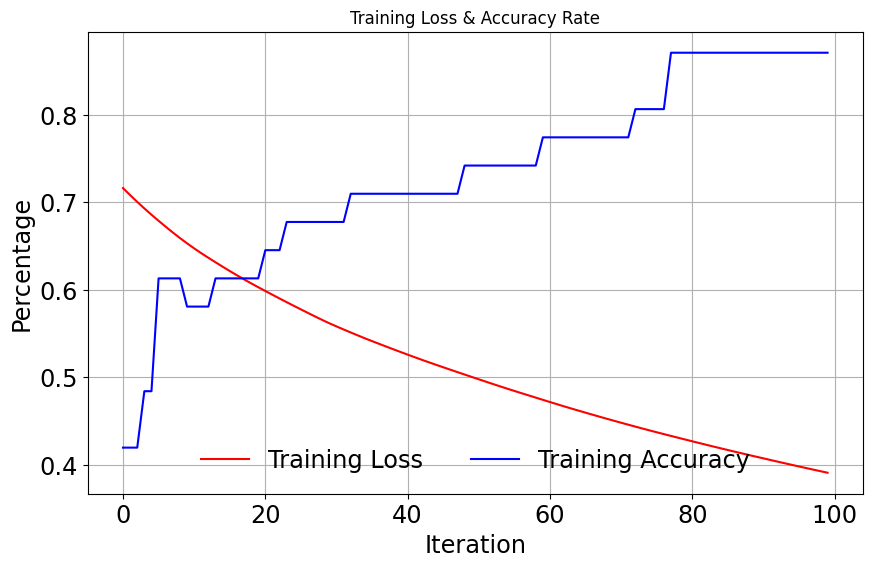 Training Loss & Accuracy Rate
Percentage
0.8
0.7
0.6
0.5
0.4
Training Loss
Training Accuracy
0 20 40 60 80 100
Iteration